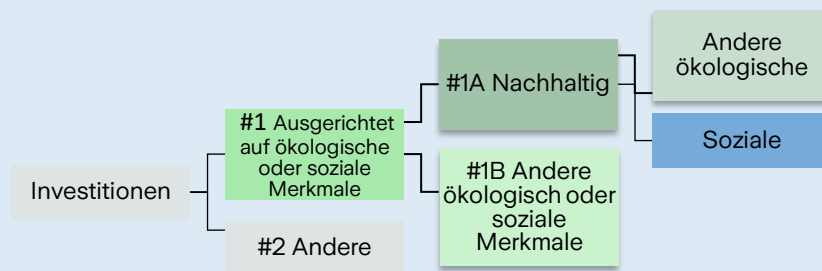 Investitionen
#1 Ausgerichtet
auf ökologische
oder soziale
Merkmale
#2 Andere
#1A Nachhaltig
#1B Andere
ökologisch oder
soziale
Merkmale
Andere
ökologische
Soziale